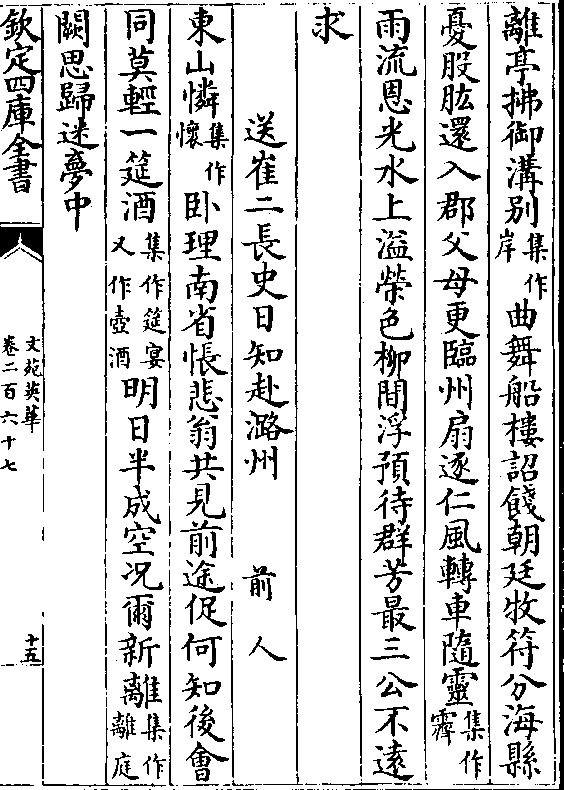 離亭拂御溝别集作岸曲舞船樓詔餞朝廷牧符分海縣
憂股肱還入郡父母更臨州扇逐仁風轉車隨靈集作霽
雨流恩光水上溢榮色柳間浮預待群芳最三公不遠
求
送崔二長史日知赴潞州　前人
東山憐集作懷卧理南省悵悲翁共見前途促何知後會
同莫輕一筵酒集作筵宴又作壺酒明日半成空况爾新離集作離庭
闕思歸迷夢中
欽定四庫全書
文苑英華
卷二百六十七
十五